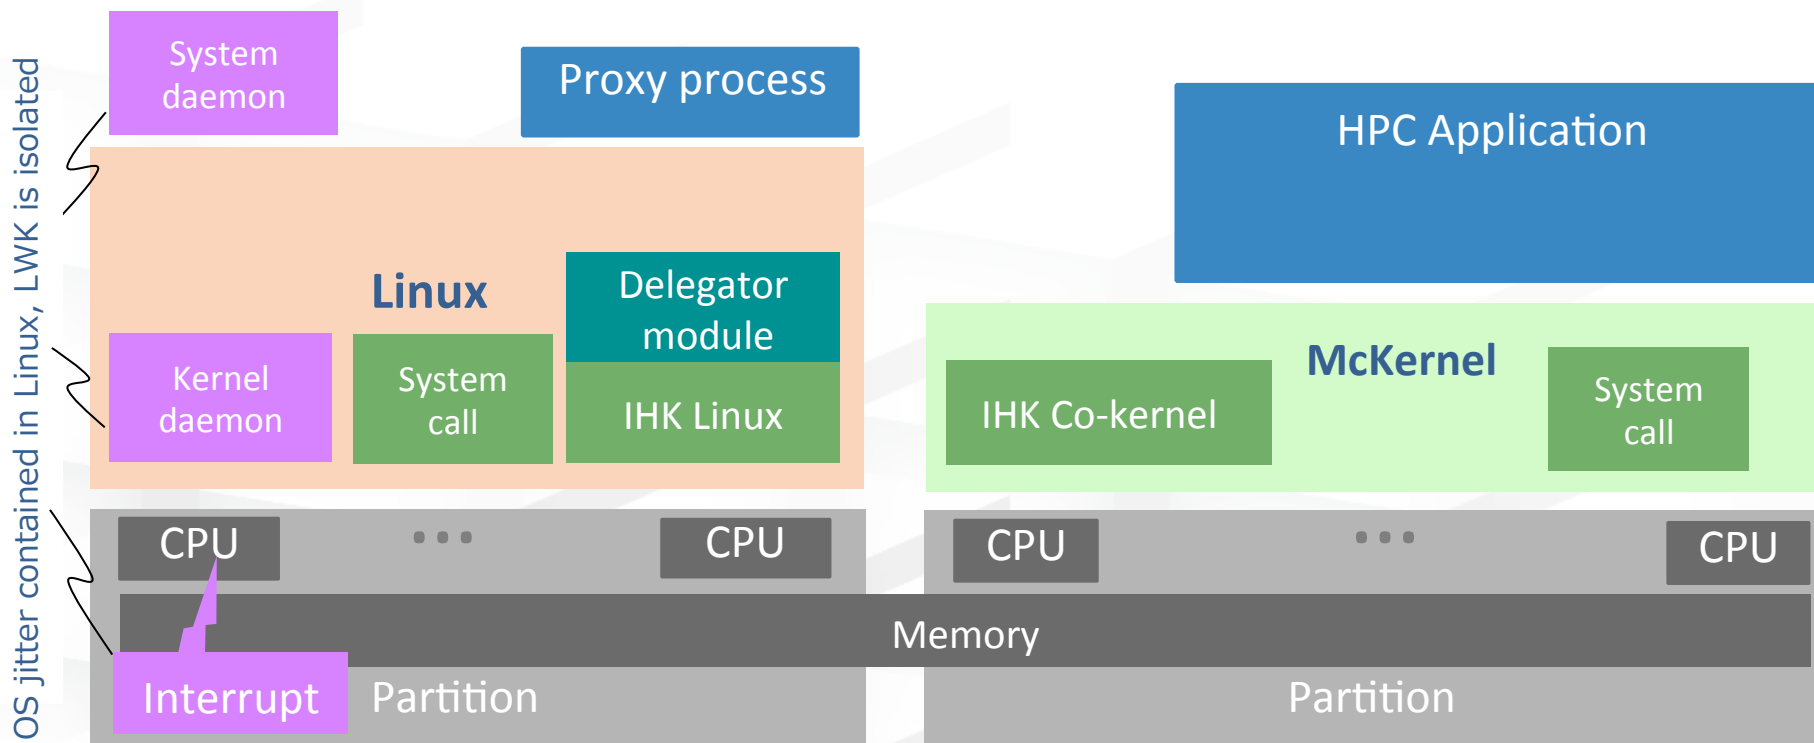 OS jitter contained in Linux, LWK is isolated
System
daemon
Proxy process
HPC Application
Linux
Delegator
module
Kernel
daemon
System
call
IHK Linux
McKernel
IHK Co-kernel
System
call
CPU
...
CPU
CPU
...
CPU
Memory
Interrupt
Partition
Partition